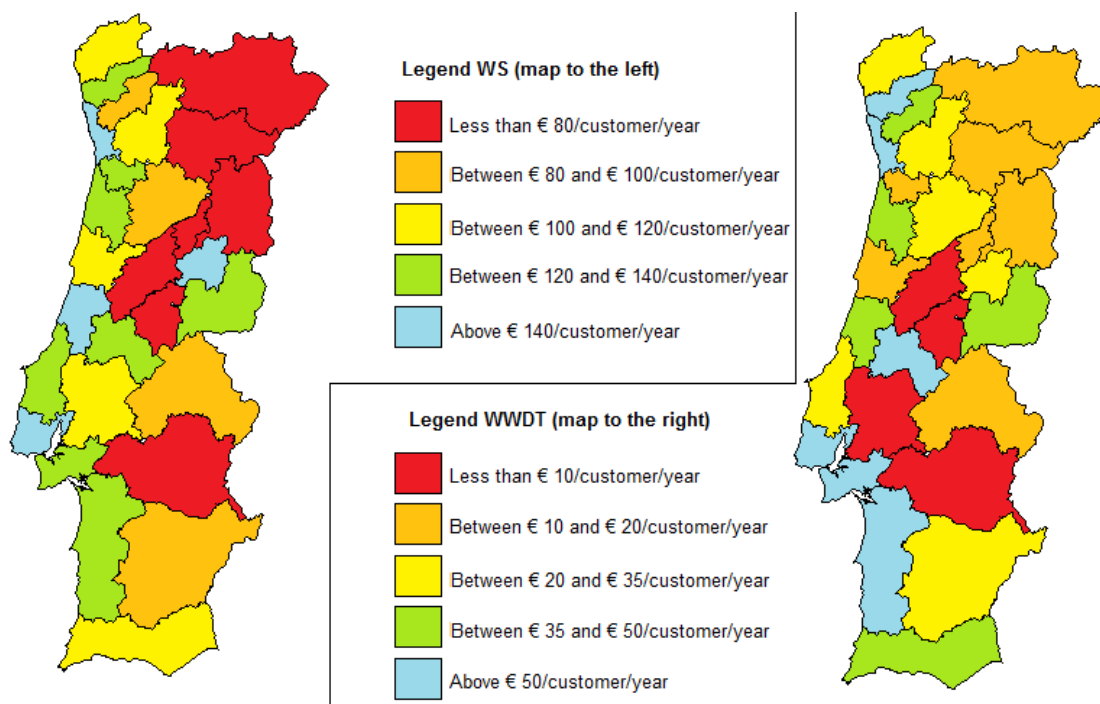 Legend WS (map to the left)
Less than € 80/customer/year
Between € 80 and € 100/customer/year
Between € 100 and € 120/customer/year
Between € 120 and € 140/customer/year
Above € 140/customer/year
Legend WWDT (map to the right)
Less than € 10/customer/year
Between € 10 and € 20/customer/year
Between € 20 and € 35/customer/year
Between € 35 and € 50/customer/year
Above € 50/customer/year